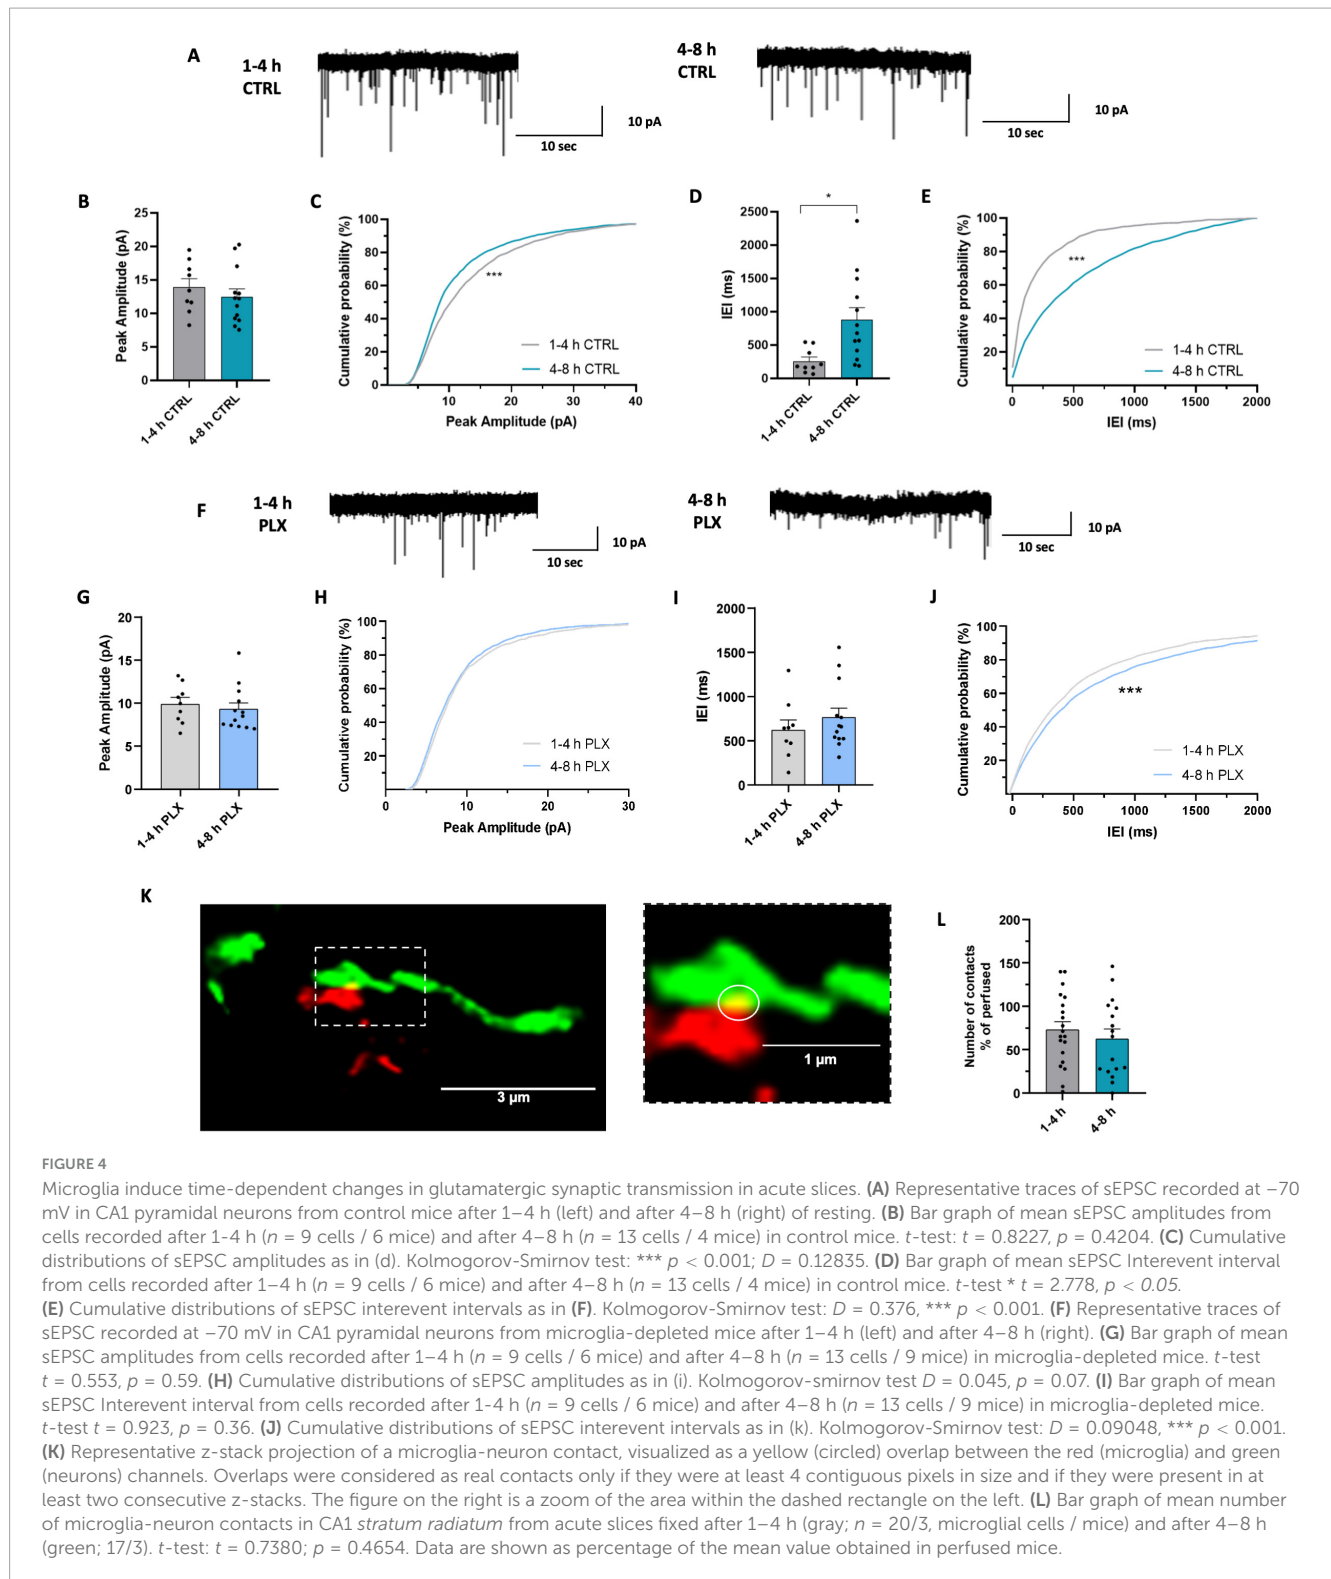 A
1-4 h
CTRL
10 pA
10 sec
4-8 h
CTRL
10 pA
10 sec
B
Peak Amplitude (pA)
25
20
15
10
5
0
1-4 h CTRL
4-8 h CTRL
C
Cumulative probability (%)
100
80
60
40
20
10
20
30
40
***
1-4 h CTRL
4-8 h CTRL
Peak Amplitude (pA)
D
IEI (ms)
2500
2000
1500
1000
500
0
*
1-4 h CTRL
4-8 h CTRL
E
Cumulative probability (%)
100
80
60
40
20
0
500
1000
1500
2000
***
1-4 h CTRL
4-8 h CTRL
IEI (ms)
F
1-4 h
PLX
10 pA
10 sec
4-8 h
PLX
10 pA
10 sec
G
Peak Amplitude (pA)
20
15
10
5
0
1-4 h PLX
4-8 h PLX
H
Cumulative probability (%)
100
80
60
40
20
0
10
20
30
1-4 h PLX
4-8 h PLX
Peak Amplitude (pA)
I
IEI (ms)
2000
1500
1000
500
0
1-4 h PLX
4-8 h PLX
J
Cumulative probability (%)
100
80
60
40
20
0
500
1000
1500
2000
***
1-4 h PLX
4-8 h PLX
IEI (ms)
K
3 µm
1 µm
L
Number of contacts
% of perfused
200
150
100
50
0
1-4 h
4-8 h
FIGURE 4
Microglia induce time-dependent changes in glutamatergic synaptic transmission in acute slices. (A) Representative traces of sEPSC recorded at −70
mV in CA1 pyramidal neurons from control mice after 1–4 h (left) and after 4–8 h (right) of resting. (B) Bar graph of mean sEPSC amplitudes from
cells recorded after 1-4 h (n = 9 cells / 6 mice) and after 4–8 h (n = 13 cells / 4 mice) in control mice. t-test: t = 0.8227, p = 0.4204. (C) Cumulative
distributions of sEPSC amplitudes as in (d). Kolmogorov-Smirnov test: *** p < 0.001; D = 0.12835. (D) Bar graph of mean sEPSC Interevent interval
from cells recorded after 1–4 h (n = 9 cells / 6 mice) and after 4–8 h (n = 13 cells / 4 mice) in control mice. t-test * t = 2.778, p < 0.05.
(E) Cumulative distributions of sEPSC interevent intervals as in (F). Kolmogorov-Smirnov test: D = 0.376, *** p < 0.001. (F) Representative traces of
sEPSC recorded at −70 mV in CA1 pyramidal neurons from microglia-depleted mice after 1–4 h (left) and after 4–8 h (right). (G) Bar graph of mean
sEPSC amplitudes from cells recorded after 1–4 h (n = 9 cells / 6 mice) and after 4–8 h (n = 13 cells / 9 mice) in microglia-depleted mice. t-test
t = 0.553, p = 0.59. (H) Cumulative distributions of sEPSC amplitudes as in (i). Kolmogorov-smirnov test D = 0.045, p = 0.07. (I) Bar graph of mean
sEPSC Interevent interval from cells recorded after 1-4 h (n = 9 cells / 6 mice) and after 4–8 h (n = 13 cells / 9 mice) in microglia-depleted mice.
t-test t = 0.923, p = 0.36. (J) Cumulative distributions of sEPSC interevent intervals as in (k). Kolmogorov-Smirnov test: D = 0.09048, *** p < 0.001.
(K) Representative z-stack projection of a microglia-neuron contact, visualized as a yellow (circled) overlap between the red (microglia) and green
(neurons) channels. Overlaps were considered as real contacts only if they were at least 4 contiguous pixels in size and if they were present in at
least two consecutive z-stacks. The figure on the right is a zoom of the area within the dashed rectangle on the left. (L) Bar graph of mean number
of microglia-neuron contacts in CA1 stratum radiatum from acute slices fixed after 1–4 h (gray; n = 20/3, microglial cells / mice) and after 4–8 h
(green; 17/3). t-test: t = 0.7380; p = 0.4654. Data are shown as percentage of the mean value obtained in perfused mice.